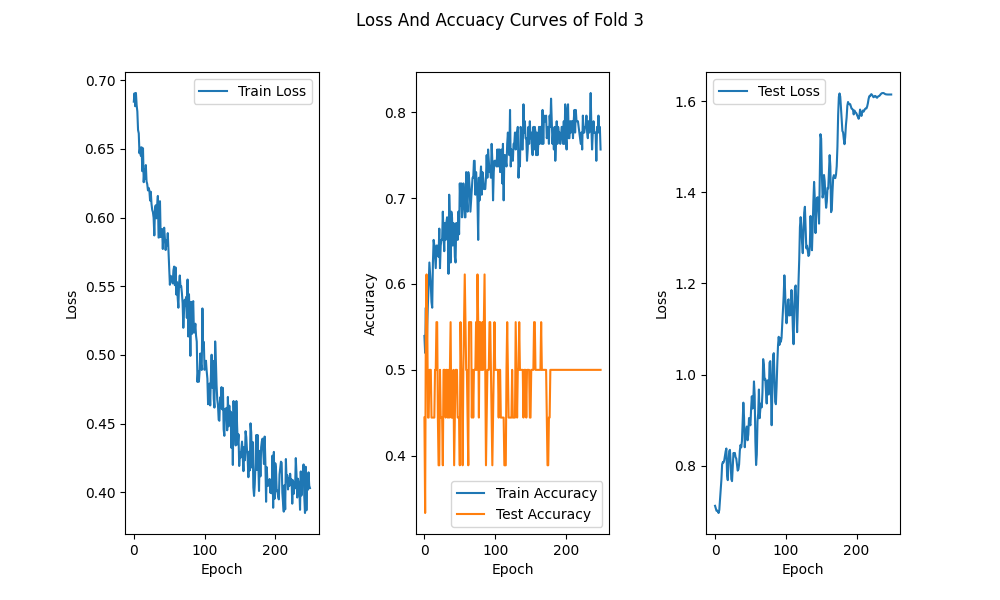 Loss And Accuacy Curves of Fold 3
0.70
0.65
0.60
0.55
0.50
0.45
0.40
Loss
Train Loss
0 100 200
Epoch
0.8
0.7
0.6
0.5
0.4
Accuracy
Train Accuracy
Test Accuracy
0 100 200
Epoch
1.6
1.4
1.2
1.0
0.8
Loss
Test Loss
0 100 200
Epoch